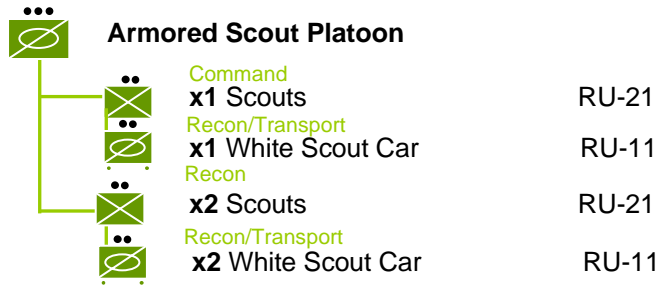 Armored Scout Platoon
Command
x1 Scouts RU-21
Recon/Transport
x1 White Scout Car RU-11
Recon
x2 Scouts RU-21
Recon/Transport
x2 White Scout Car RU-11